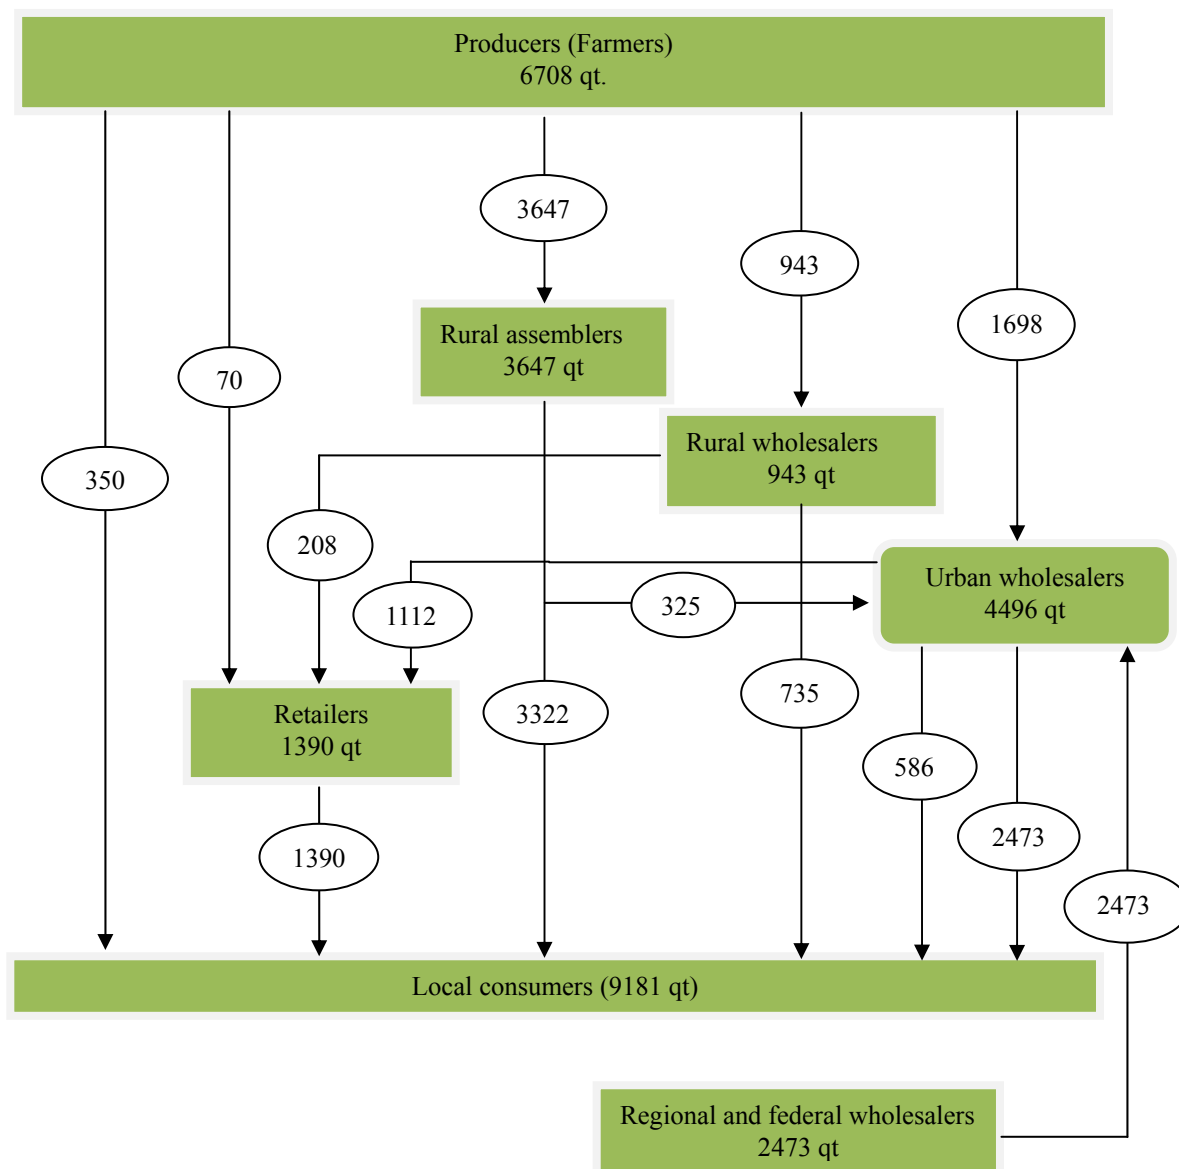 Producers (Farmers)
6708 qt.
3647
943
1698
Rural assemblers
3647 qt
70
Rural wholesalers
943 qt
350
208
Urban wholesalers
4496 qt
1112
325
Retailers
1390 qt
3322
735
586
2473
1390
2473
Local consumers (9181 qt)
Regional and federal wholesalers
2473 qt